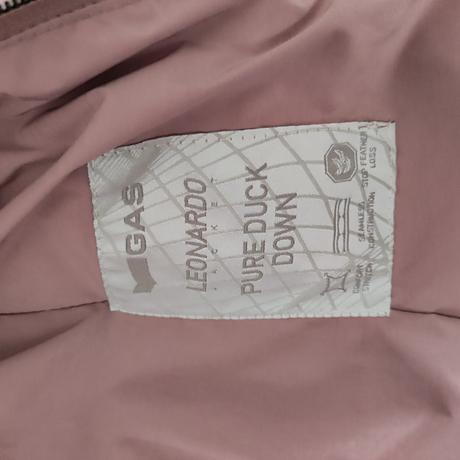 GAS
LEONARDO
JACKET
PURE DUCK
DOWN
COMFORT
STRETCH
SEAMLESS
CONSTRUCTION
STOP FEATHER
LOSS